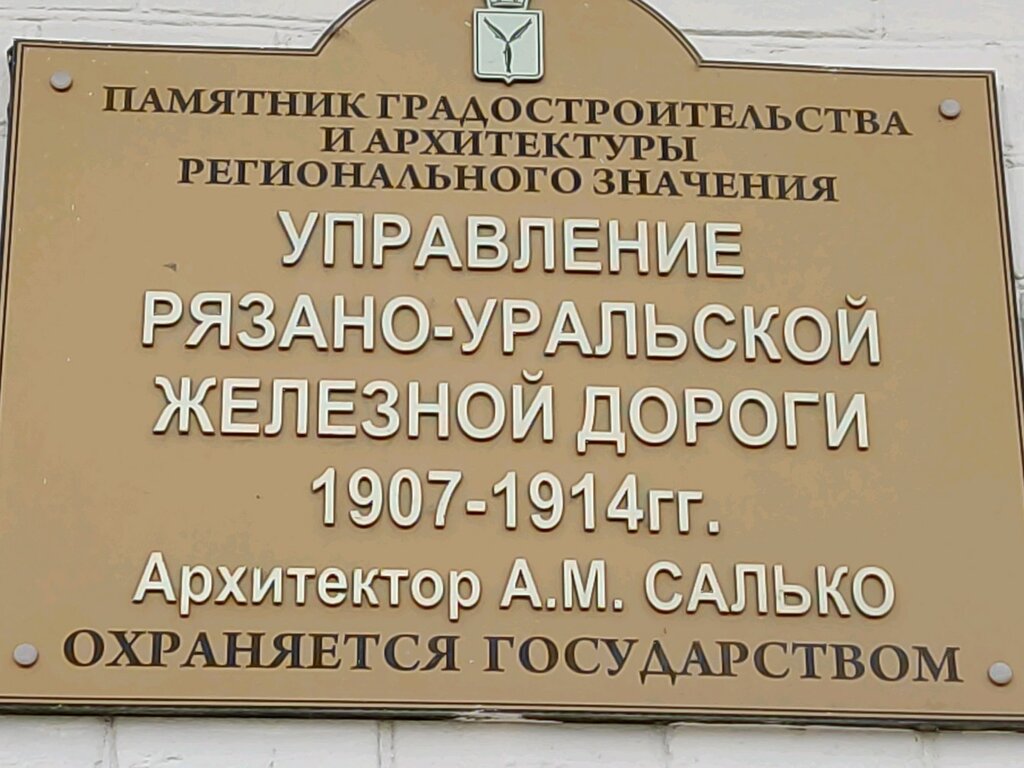 ПАМЯТНИК ГРАДОСТРОИТЕЛЬСТВА
И АРХИТЕКТУРЫ
РЕГИОНАЛЬНОГО ЗНАЧЕНИЯ
УПРАВЛЕНИЕ
РЯЗАНО-УРАЛЬСКОЙ
ЖЕЛЕЗНОЙ ДОРОГИ
1907-1914гг.
Архитектор А.М. САЛЬКО
ОХРАНЯЕТСЯ ГОСУДАРСТВОМ